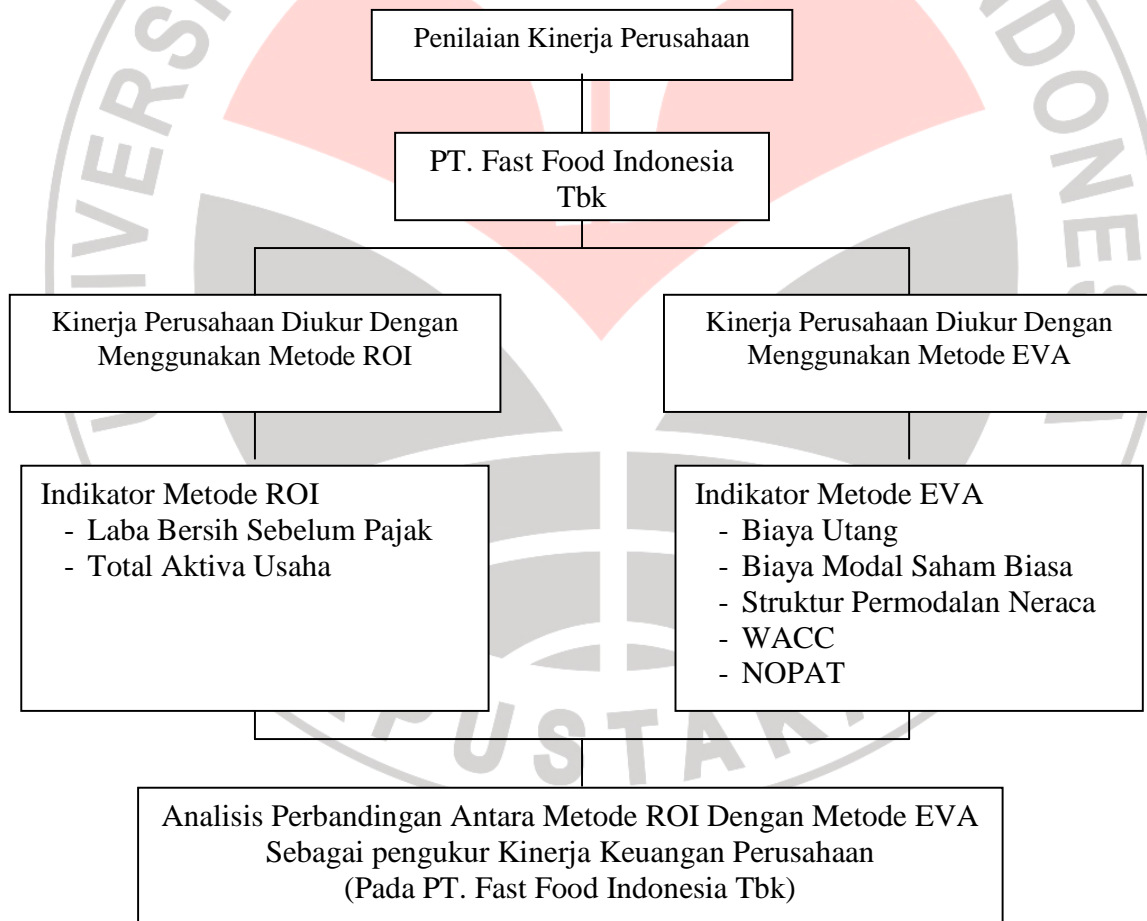 Penilaian Kinerja Perusahaan
PT. Fast Food Indonesia
Tbk
Kinerja Perusahaan Diukur Dengan
Menggunakan Metode ROI
Kinerja Perusahaan Diukur Dengan
Menggunakan Metode EVA
Indikator Metode ROI
- Laba Bersih Sebelum Pajak
- Total Aktiva Usaha
Indikator Metode EVA
- Biaya Utang
- Biaya Modal Saham Biasa
- Struktur Permodalan Neraca
- WACC
- NOPAT
Analisis Perbandingan Antara Metode ROI Dengan Metode EVA
Sebagai pengukur Kinerja Keuangan Perusahaan
(Pada PT. Fast Food Indonesia Tbk)